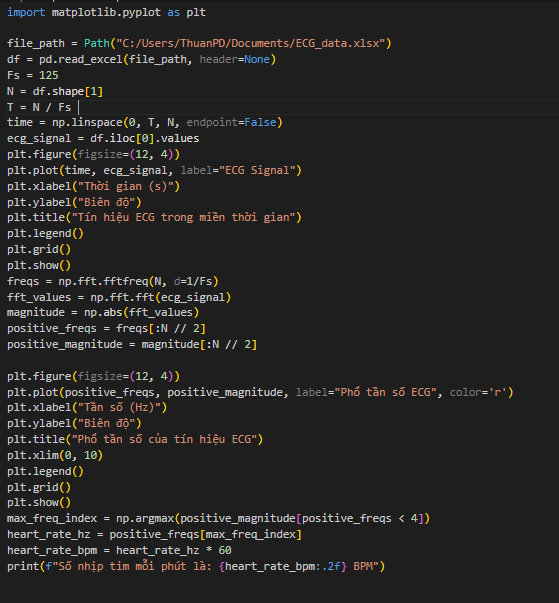 import matplotlib.pyplot as plt
file_path = Path("C:/Users/ThuanPD/Documents/ECG_data.xlsx")
df = pd.read_excel(file_path, header=None)
Fs = 125
N = df.shape[1]
T = N / Fs
time = np.linspace(0, T, N, endpoint=False)
ecg_signal = df.iloc[0].values
plt.figure(figsize=(12, 4))
plt.plot(time, ecg_signal, label="ECG Signal")
plt.xlabel("Thời gian (s)")
plt.ylabel("Biên độ")
plt.title("Tín hiệu ECG trong miền thời gian")
plt.legend()
plt.grid()
plt.show()
freqs = np.fft.fftfreq(N, d=1/Fs)
fft_values = np.fft.fft(ecg_signal)
magnitude = np.abs(fft_values)
positive_freqs = freqs[:N // 2]
positive_magnitude = magnitude[:N // 2]
plt.figure(figsize=(12, 4))
plt.plot(positive_freqs, positive_magnitude, label="Phổ tần số ECG", color='r')
plt.xlabel("Tần số (Hz)")
plt.ylabel("Biên độ")
plt.title("Phổ tần số của tín hiệu ECG")
plt.xlim(0, 10)
plt.legend()
plt.grid()
plt.show()
max_freq_index = np.argmax(positive_magnitude[positive_freqs < 4])
heart_rate_hz = positive_freqs[max_freq_index]
heart_rate_bpm = heart_rate_hz * 60
print(f"Số nhịp tim mỗi phút là: {heart_rate_bpm:.2f} BPM")